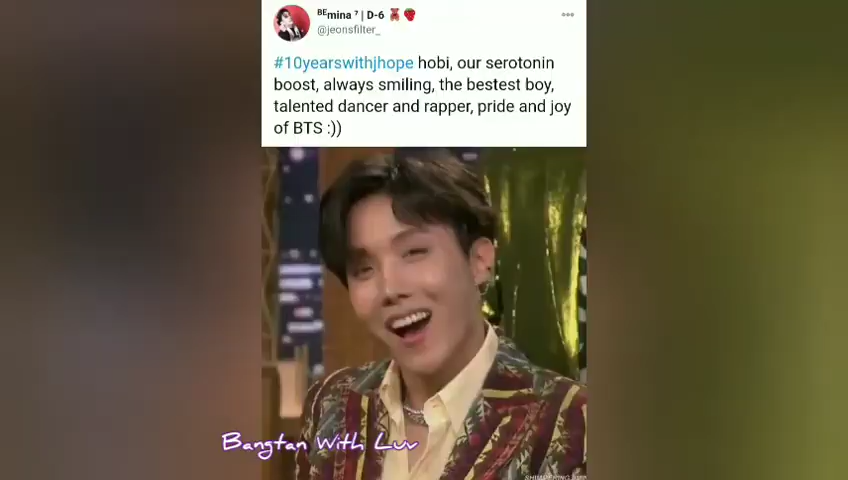 ᴮᴱmina ⁷ | D-6 🧸🍓
@jeonsfilter_
#10yearswithjhope hobi, our serotonin
boost, always smiling, the bestest boy,
talented dancer and rapper, pride and joy
of BTS :))
Bangtan With Luv